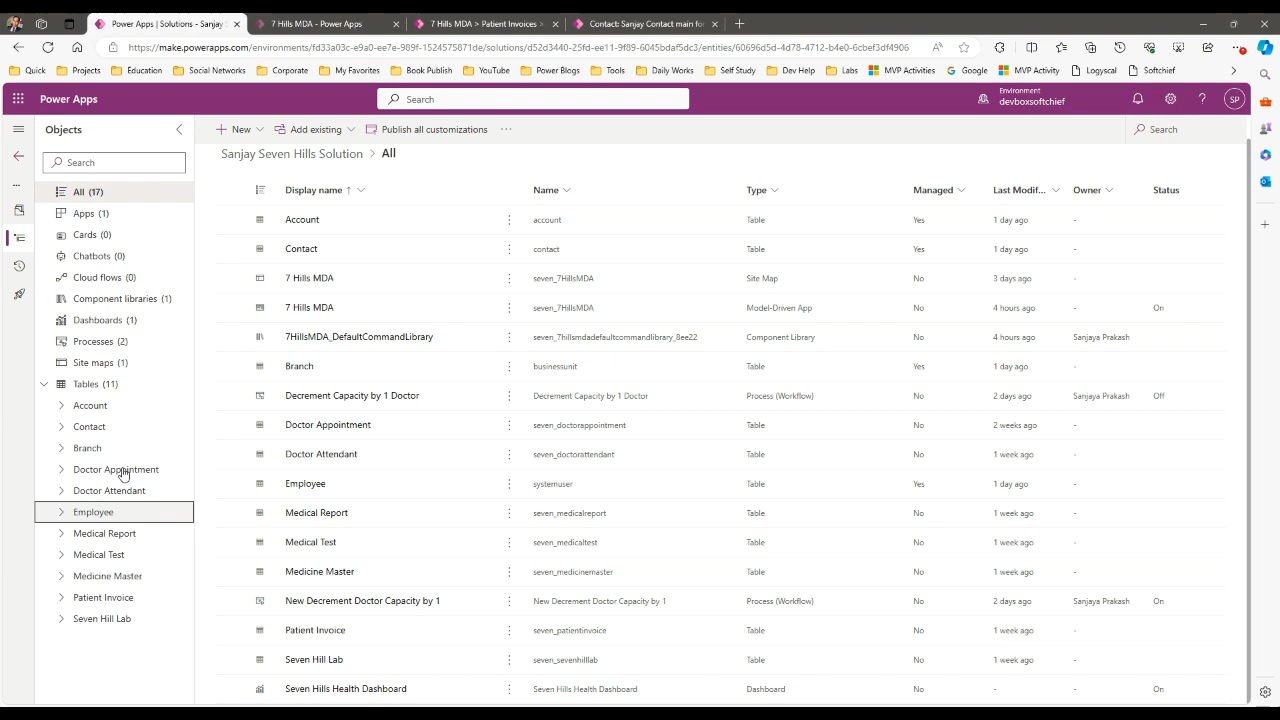 Power Apps | Solutions - Sanjay S
7 Hills MDA - Power Apps
7 Hills MDA > Patient Invoices >
Contact: Sanjay Contact main for
https://make.powerapps.com/environments/fd33a03c-e9a0-ee7e-989f-1524575871de/solutions/d52d3440-25fd-ee11-9f89-6045bdaf5dc3/entities/60696d5d-4d78-4712-b4e0-6cbef3df4906
Quick
Projects
Education
Social Networks
Corporate
My Favorites
Book Publish
YouTube
Power Blogs
Tools
Daily Works
Self Study
Dev Help
Labs
MVP Activities
Google
MVP Activity
Logyscal
Softchief
Power Apps
Search
Environment
devboxsoftchief
SP
Objects
New
Add existing
Publish all customizations
Search
Search
Sanjay Seven Hills Solution > All
All (17)
Apps (1)
Cards (0)
Chatbots (0)
Cloud flows (0)
Component libraries (1)
Dashboards (1)
Processes (2)
Site maps (1)
Tables (11)
Account
Contact
Branch
Doctor Appointment
Doctor Attendant
Employee
Medical Report
Medical Test
Medicine Master
Patient Invoice
Seven Hill Lab
Display name ↑ Name Type Managed Last Modif... Owner Status
Account account Table Yes 1 day ago -
Contact contact Table Yes 1 day ago -
7 Hills MDA seven_7HillsMDA Site Map No 3 days ago -
7 Hills MDA seven_7HillsMDA Model-Driven App No 4 hours ago - On
7HillsMDA_DefaultCommandLibrary seven_7hillsmdadefaultcommandlibrary_8ee22 Component Library No 4 hours ago Sanjaya Prakash
Branch businessunit Table Yes 1 day ago -
Decrement Capacity by 1 Doctor Decrement Capacity by 1 Doctor Process (Workflow) No 2 days ago Sanjaya Prakash Off
Doctor Appointment seven_doctorappointment Table No 2 weeks ago -
Doctor Attendant seven_doctorattendant Table No 1 week ago -
Employee systemuser Table Yes 1 day ago -
Medical Report seven_medicalreport Table No 1 week ago -
Medical Test seven_medicaltest Table No 1 week ago -
Medicine Master seven_medicinemaster Table No 1 week ago -
New Decrement Doctor Capacity by 1 New Decrement Doctor Capacity by 1 Process (Workflow) No 2 days ago Sanjaya Prakash On
Patient Invoice seven_patientinvoice Table No 1 week ago -
Seven Hill Lab seven_sevenhilllab Table No 1 week ago -
Seven Hills Health Dashboard Seven Hills Health Dashboard Dashboard No - - On